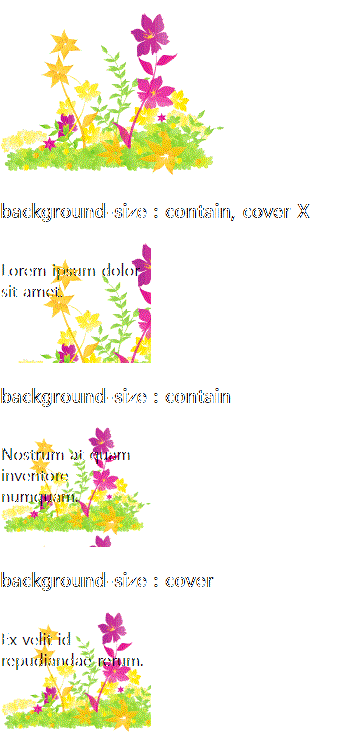 background-size : contain, cover X
Lorem ipsum dolor
sit amet.
background-size : contain
Nostrum at quam
inventore
numquam.
background-size : cover
Ex velit id
repudiandae rerum.